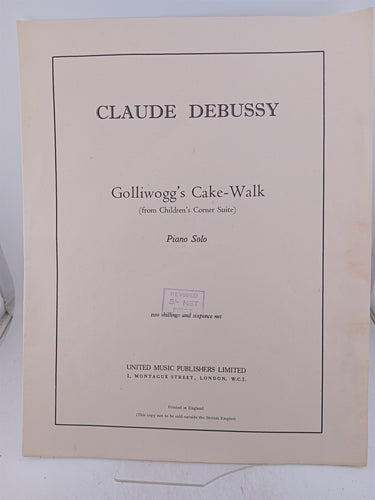 CLAUDE DEBUSSY
Golliwogg's Cake-Walk
(from Children's Corner Suite)
Piano Solo
REVISED
3/- NET
PRICE
two shillings and sixpence net
UNITED MUSIC PUBLISHERS LIMITED
1, MONTAGUE STREET, LONDON, W.C.1.
Printed in England
(This copy not to be sold outside the British Empire)